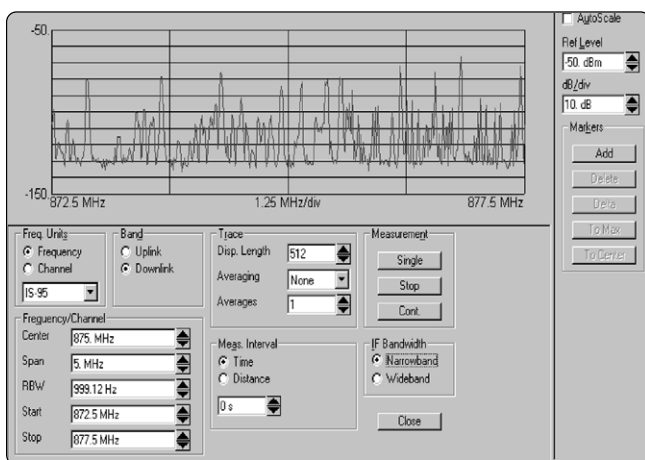 -50.
-150.
872.5 MHz 1.25 MHz/div 877.5 MHz
AutoScale
Ref Level
-50. dBm
dB/div
10. dB
Markers
Add
Delete
Delta
To Max
To Center
Freq. Units
Frequency
Channel
IS-95
Band
Uplink
Downlink
Trace
Disp. Length 512
Averaging None
Averages 1
Measurement
Single
Stop
Cont.
Frequency/Channel
Center 875. MHz
Span 5. MHz
RBW 999.12 Hz
Start 872.5 MHz
Stop 877.5 MHz
Meas. Interval
Time
Distance
0 s
IF Bandwidth
Narrowband
Wideband
Close